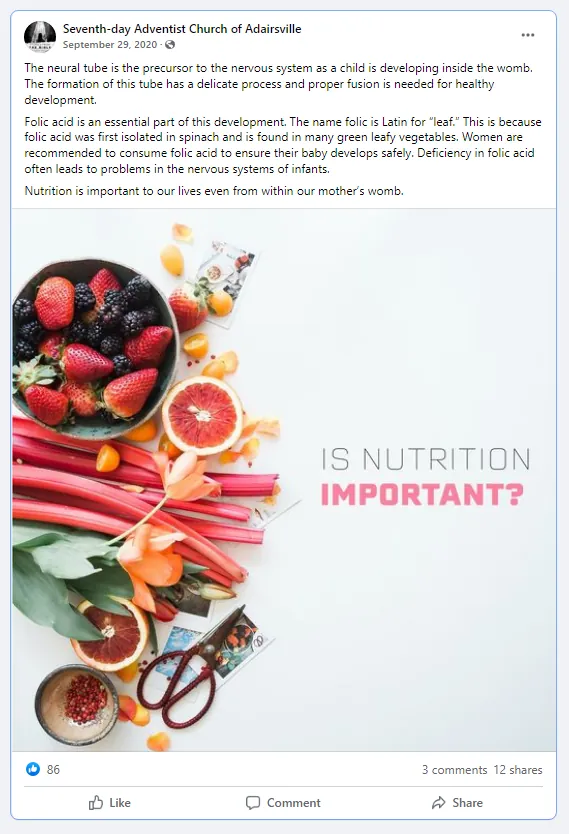 Seventh-day Adventist Church of Adairsville
September 29, 2020 ·
The neural tube is the precursor to the nervous system as a child is developing inside the womb.
The formation of this tube has a delicate process and proper fusion is needed for healthy
development.
Folic acid is an essential part of this development. The name folic is Latin for “leaf.” This is because
folic acid was first isolated in spinach and is found in many green leafy vegetables. Women are
recommended to consume folic acid to ensure their baby develops safely. Deficiency in folic acid
often leads to problems in the nervous systems of infants.
Nutrition is important to our lives even from within our mother’s womb.
IS NUTRITION
IMPORTANT?
86
3 comments 12 shares
Like
Comment
Share